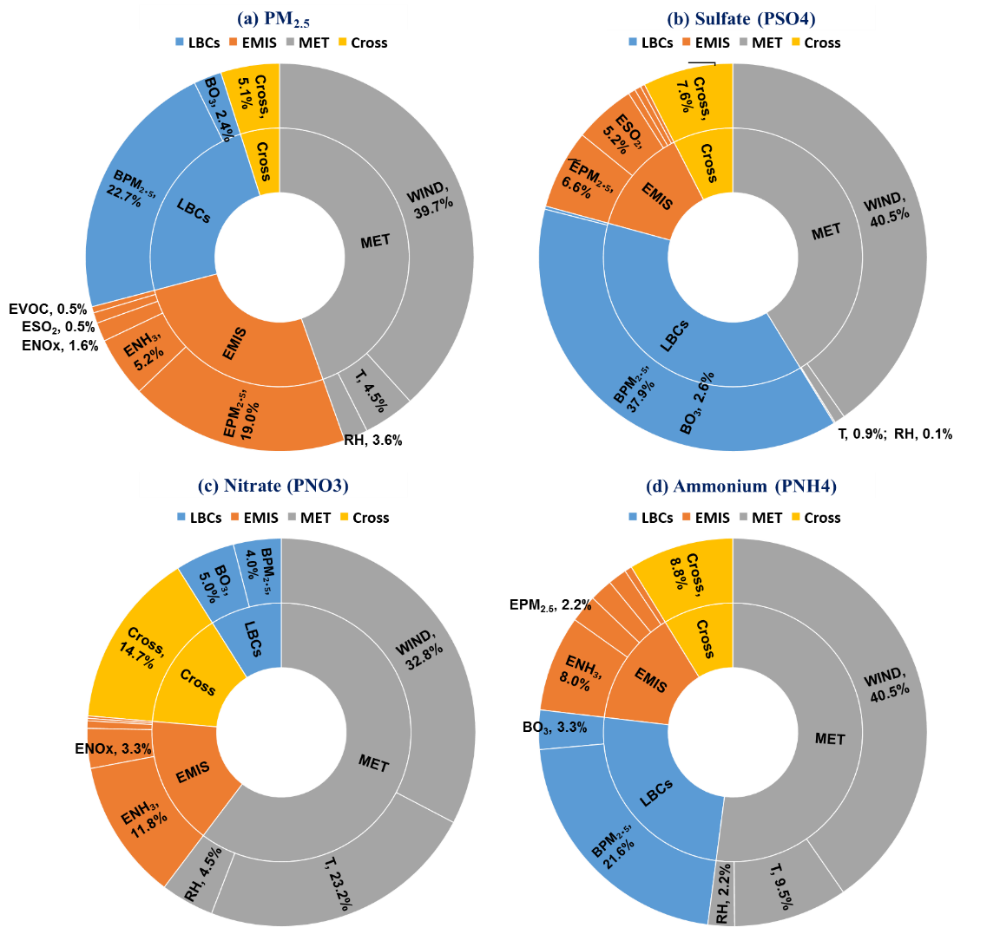 (a) PM₂.₅
LBCs EMIS MET Cross
Cross,
5.1%
BO₃, 2.4%
BPM₂.₅,
22.7%
WIND,
39.7%
Cross
LBCs
MET
EMIS
EVOC, 0.5%
ESO₂, 0.5%
ENOx, 1.6%
ENH₃,
5.2%
EPM₂.₅,
19.0%
T, 4.5%
RH, 3.6%
(b) Sulfate (PSO4)
LBCs EMIS MET Cross
Cross,
7.6%
ESO₂,
5.2%
EPM₂.₅,
6.6%
WIND,
40.5%
Cross
EMIS
MET
LBCs
BPM₂.₅,
37.9%
BO₃, 2.6%
T, 0.9%; RH, 0.1%
(c) Nitrate (PNO3)
LBCs EMIS MET Cross
BO₃,
5.0%
BPM₂.₅,
4.0%
Cross,
14.7%
WIND,
32.8%
LBCs
Cross
MET
EMIS
ENOx, 3.3%
ENH₃,
11.8%
RH, 4.5%
T, 23.2%
(d) Ammonium (PNH4)
LBCs EMIS MET Cross
Cross,
8.8%
EPM₂.₅, 2.2%
ENH₃,
8.0%
WIND,
40.5%
Cross
EMIS
BO₃, 3.3%
MET
LBCs
BPM₂.₅,
21.6%
RH, 2.2%
T, 9.5%